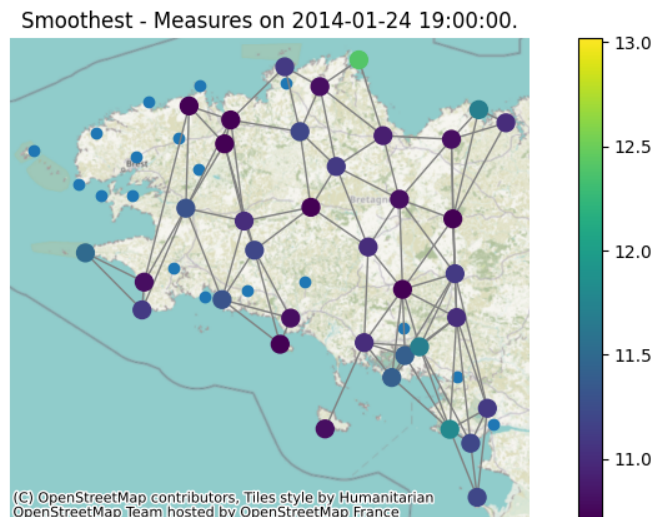 Smoothest - Measures on 2014-01-24 19:00:00.
13.0
12.5
12.0
11.5
11.0
Brest
Bretagne
(C) OpenStreetMap contributors, Tiles style by Humanitarian
OpenStreetMap Team hosted by OpenStreetMap France